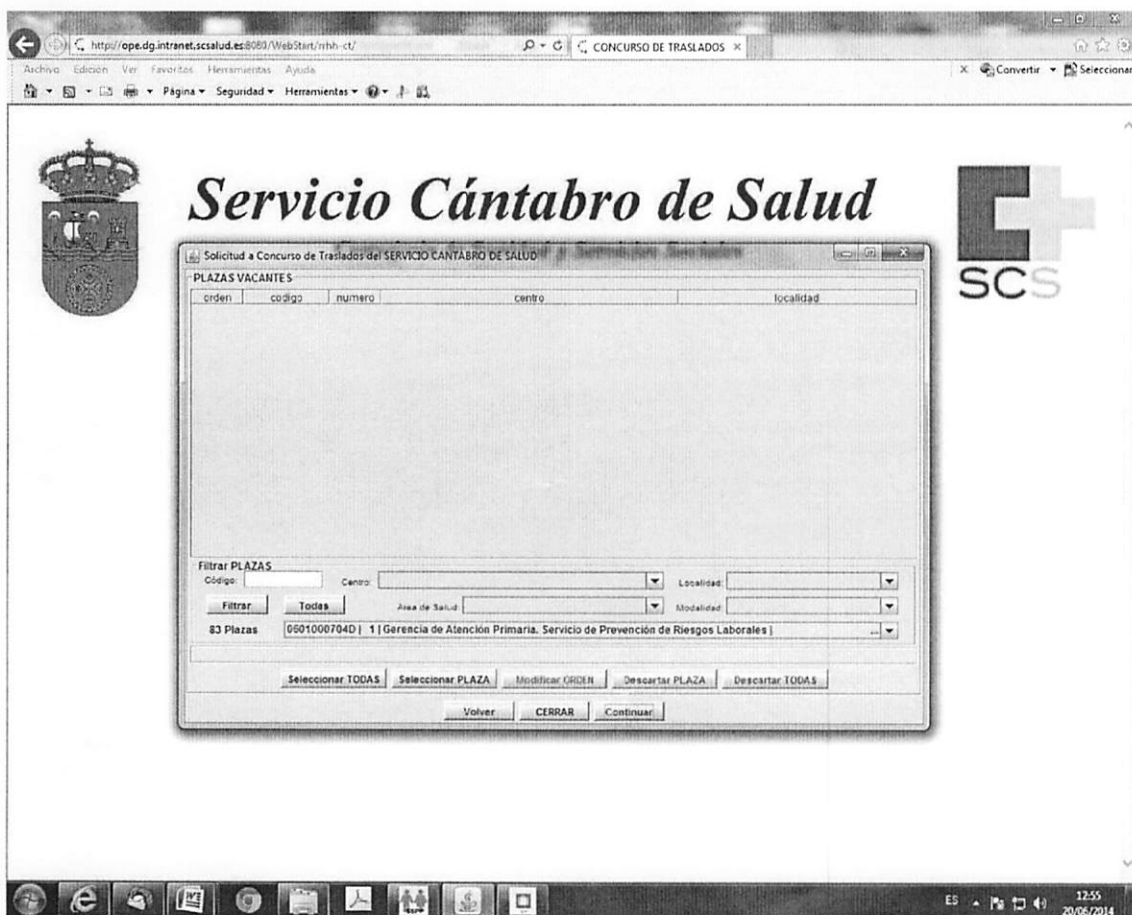 http://ope.dg.intranet.scsalud.es:8080/WebStart/rrhh-ct/
CONCURSO DE TRASLADOS
Archivo Edición Ver Favoritos Herramientas Ayuda
Convertir Seleccionar
Página Seguridad Herramientas
Servicio Cántabro de Salud
SCS
Solicitud a Concurso de Traslados del SERVICIO CANTABRO DE SALUD
PLAZAS VACANTES
orden codigo numero centro localidad
Filtrar PLAZAS
Código: Centro: Localidad:
Filtrar Todas Area de Salud: Modalidad:
83 Plazas 0601000704D | 1 | Gerencia de Atención Primaria. Servicio de Prevención de Riesgos Laborales | ...
Seleccionar TODAS Seleccionar PLAZA Modificar ORDEN Descartar PLAZA Descartar TODAS
Volver CERRAR Continuar
ES 12:55
20/06/2014